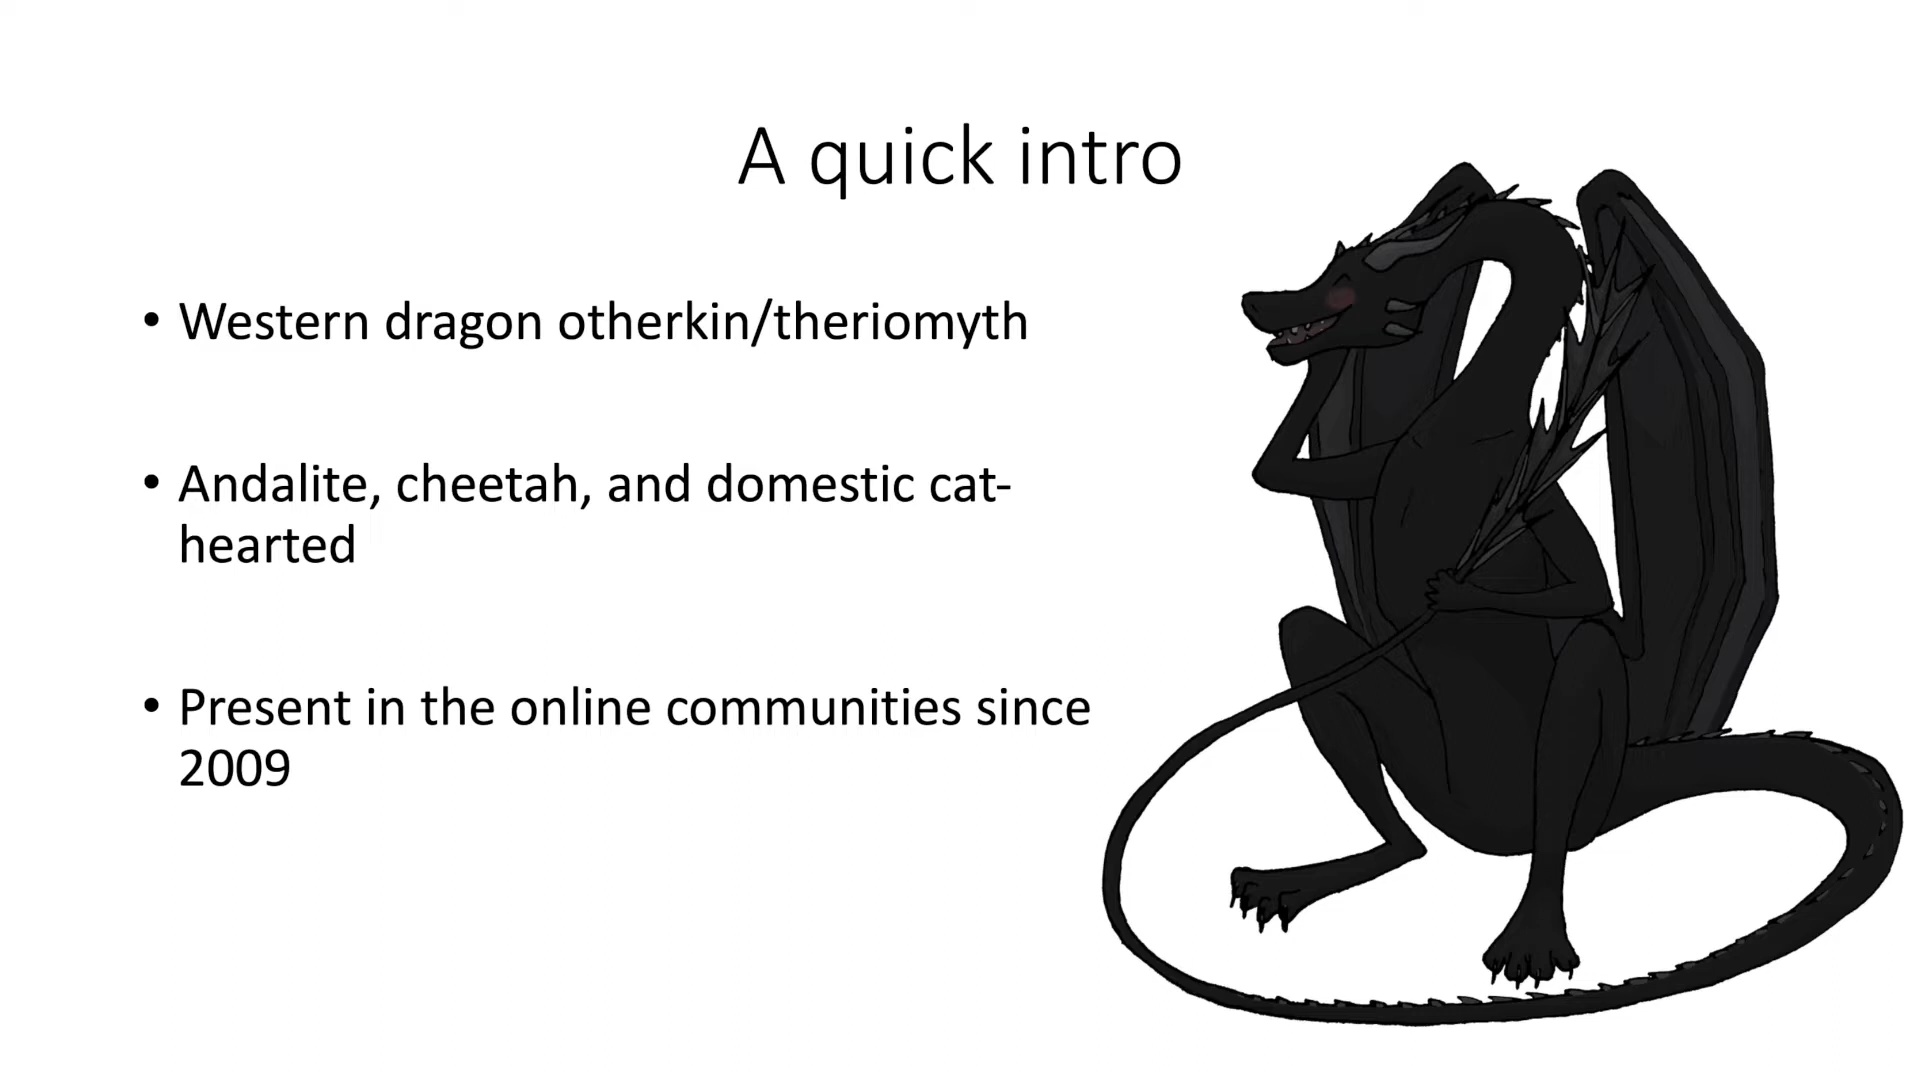 A quick intro
• Western dragon otherkin/theriomyth
• Andalite, cheetah, and domestic cat-
hearted
• Present in the online communities since
2009